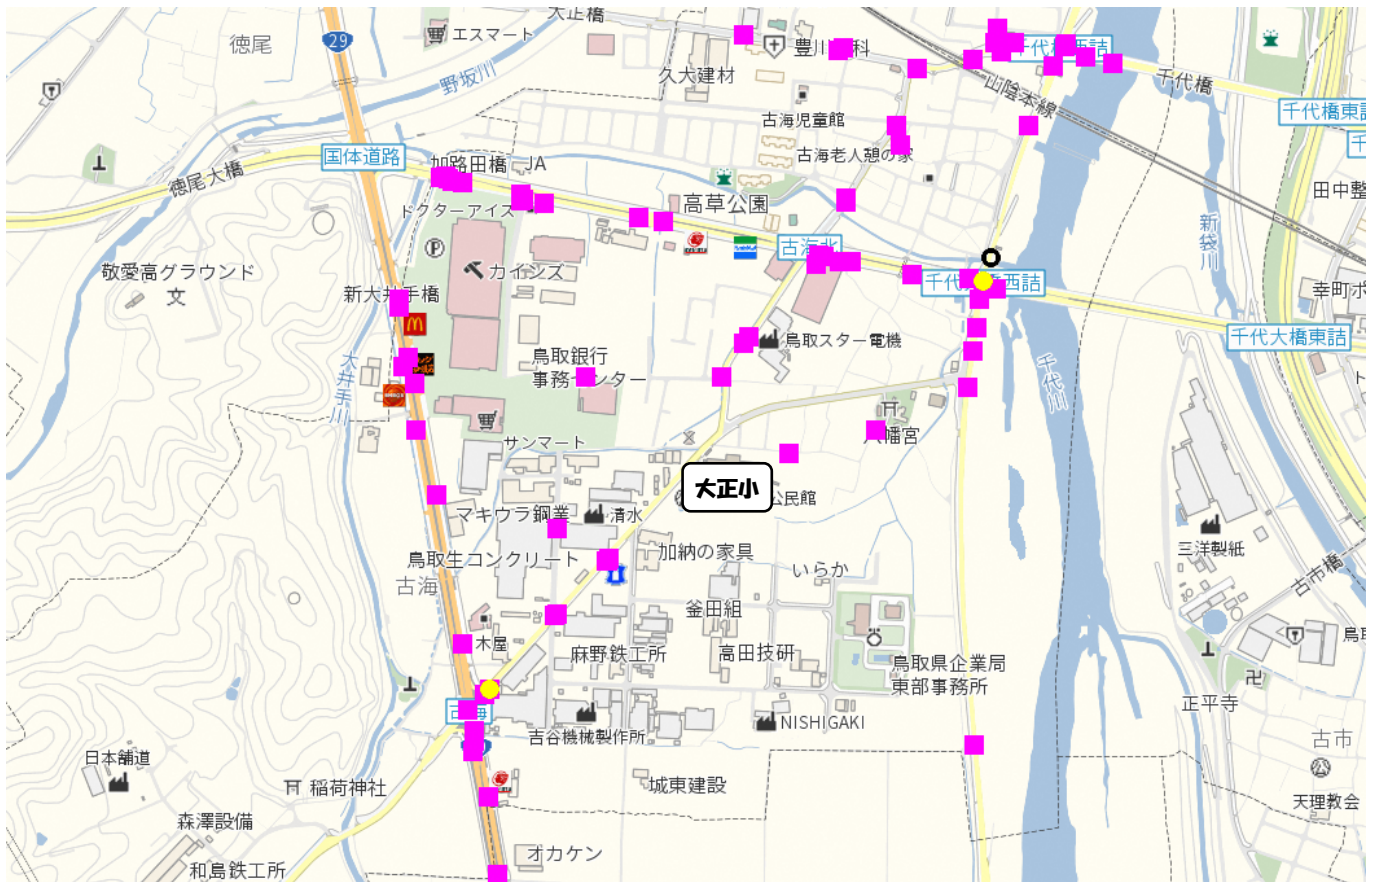 大正橋
徳尾
29
エスマート
豊川
科
千代橋西詰
久大建材
野坂川
山陰本線
千代橋
千代橋東詰
古海児童館
国体道路
加路田橋
JA
古海老人憩の家
徳尾大橋
田中整
ドクターアイス
高草公園
新袋川
古海北
敬愛高グラウンド
文
カインズ
新大井手橋
千代大橋西詰
幸町ポ
千代大橋東詰
鳥取スター電機
大井手川
鳥取銀行
事務センター
千代川
八幡宮
サンマート
大正小
公民館
マキウラ鋼業
清水
鳥取生コンクリート
加納の家具
三洋製紙
古市橋
古海
いらか
釜田組
木屋
麻野鉄工所
高田技研
鳥取県企業局
東部事務所
正平寺
古海
吉谷機械製作所
NISHIGAKI
古市
日本舗道
稲荷神社
城東建設
天理教会
森澤設備
オカケン
和島鉄工所